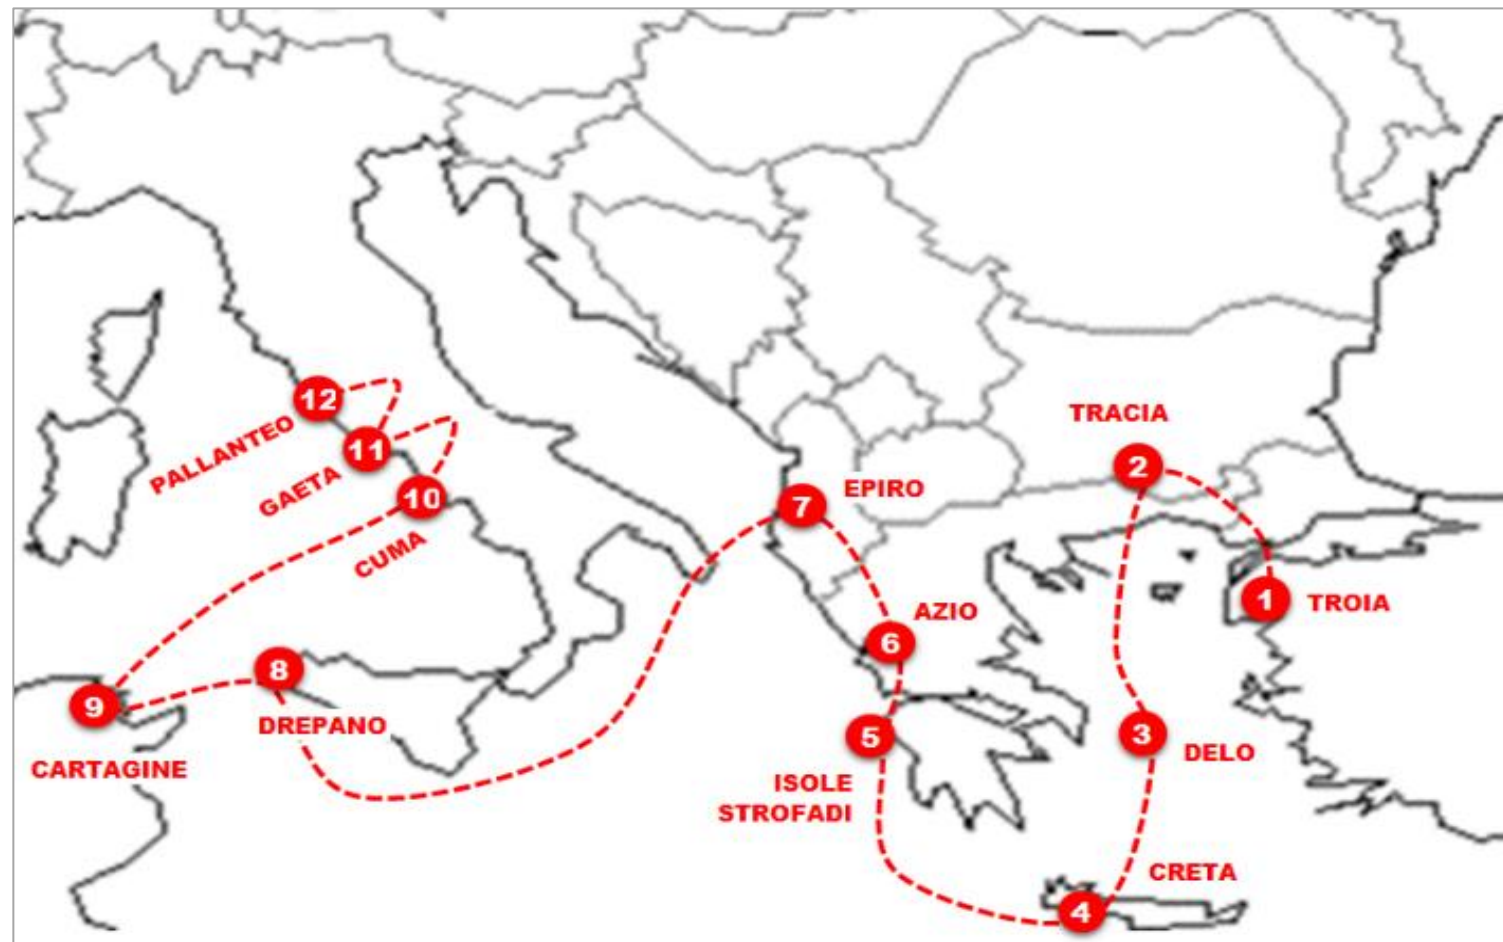 TRACIA
2
12
PALLANTEO
11
GAETA
10
CUMA
7
EPIRO
1
TROIA
AZIO
6
8
DREPANO
9
CARTAGINE
5
ISOLE
STROFADI
3
DELO
CRETA
4